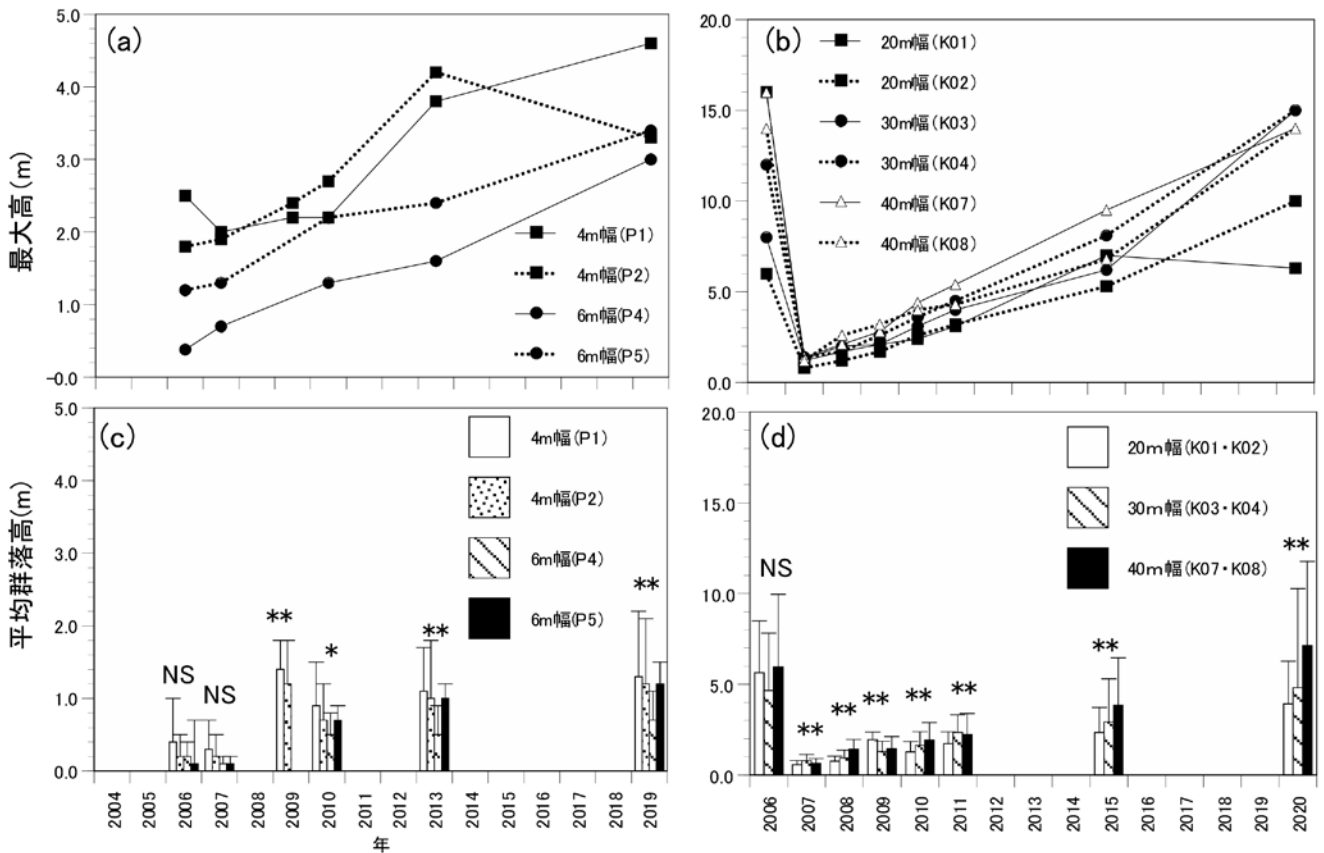 (a)
最大高(m)
5.0
4.0
3.0
2.0
1.0
-0.0
4m幅(P1)
4m幅(P2)
6m幅(P4)
6m幅(P5)
(b)
20.0
15.0
10.0
5.0
0.0
20m幅(K01)
20m幅(K02)
30m幅(K03)
30m幅(K04)
40m幅(K07)
40m幅(K08)
(c)
平均群落高(m)
5.0
4.0
3.0
2.0
1.0
0.0
4m幅(P1)
4m幅(P2)
6m幅(P4)
6m幅(P5)
NS
NS
**
*
**
**
2004 2005 2006 2007 2008 2009 2010 2011 2012 2013 2014 2015 2016 2017 2018 2019
年
(d)
20.0
15.0
10.0
5.0
0.0
20m幅(K01・K02)
30m幅(K03・K04)
40m幅(K07・K08)
NS
**
**
**
**
**
**
**
2006 2007 2008 2009 2010 2011 2012 2013 2014 2015 2016 2017 2018 2019 2020